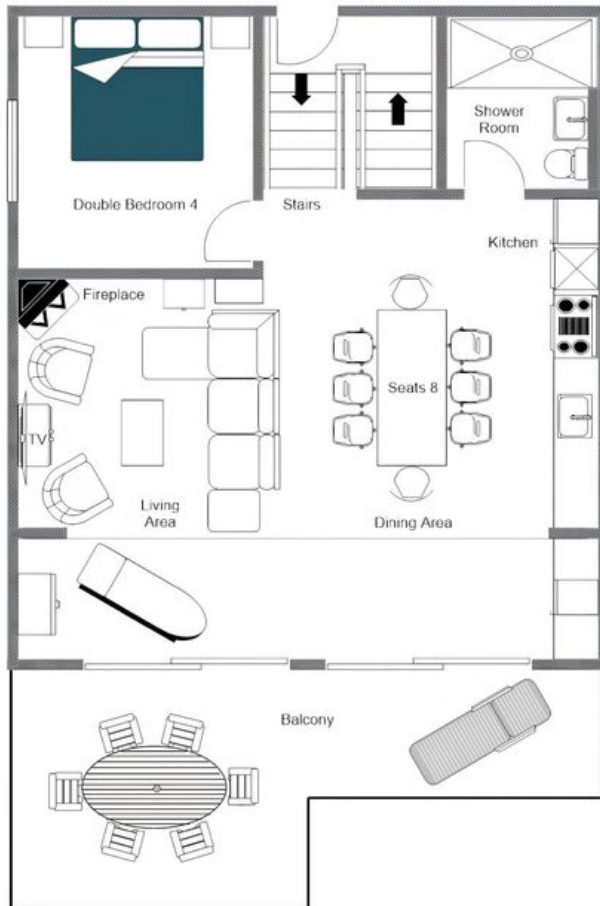 Shower
Room
Double Bedroom 4
Stairs
Kitchen
Fireplace
Seats 8
TV
Living
Area
Dining Area
Balcony